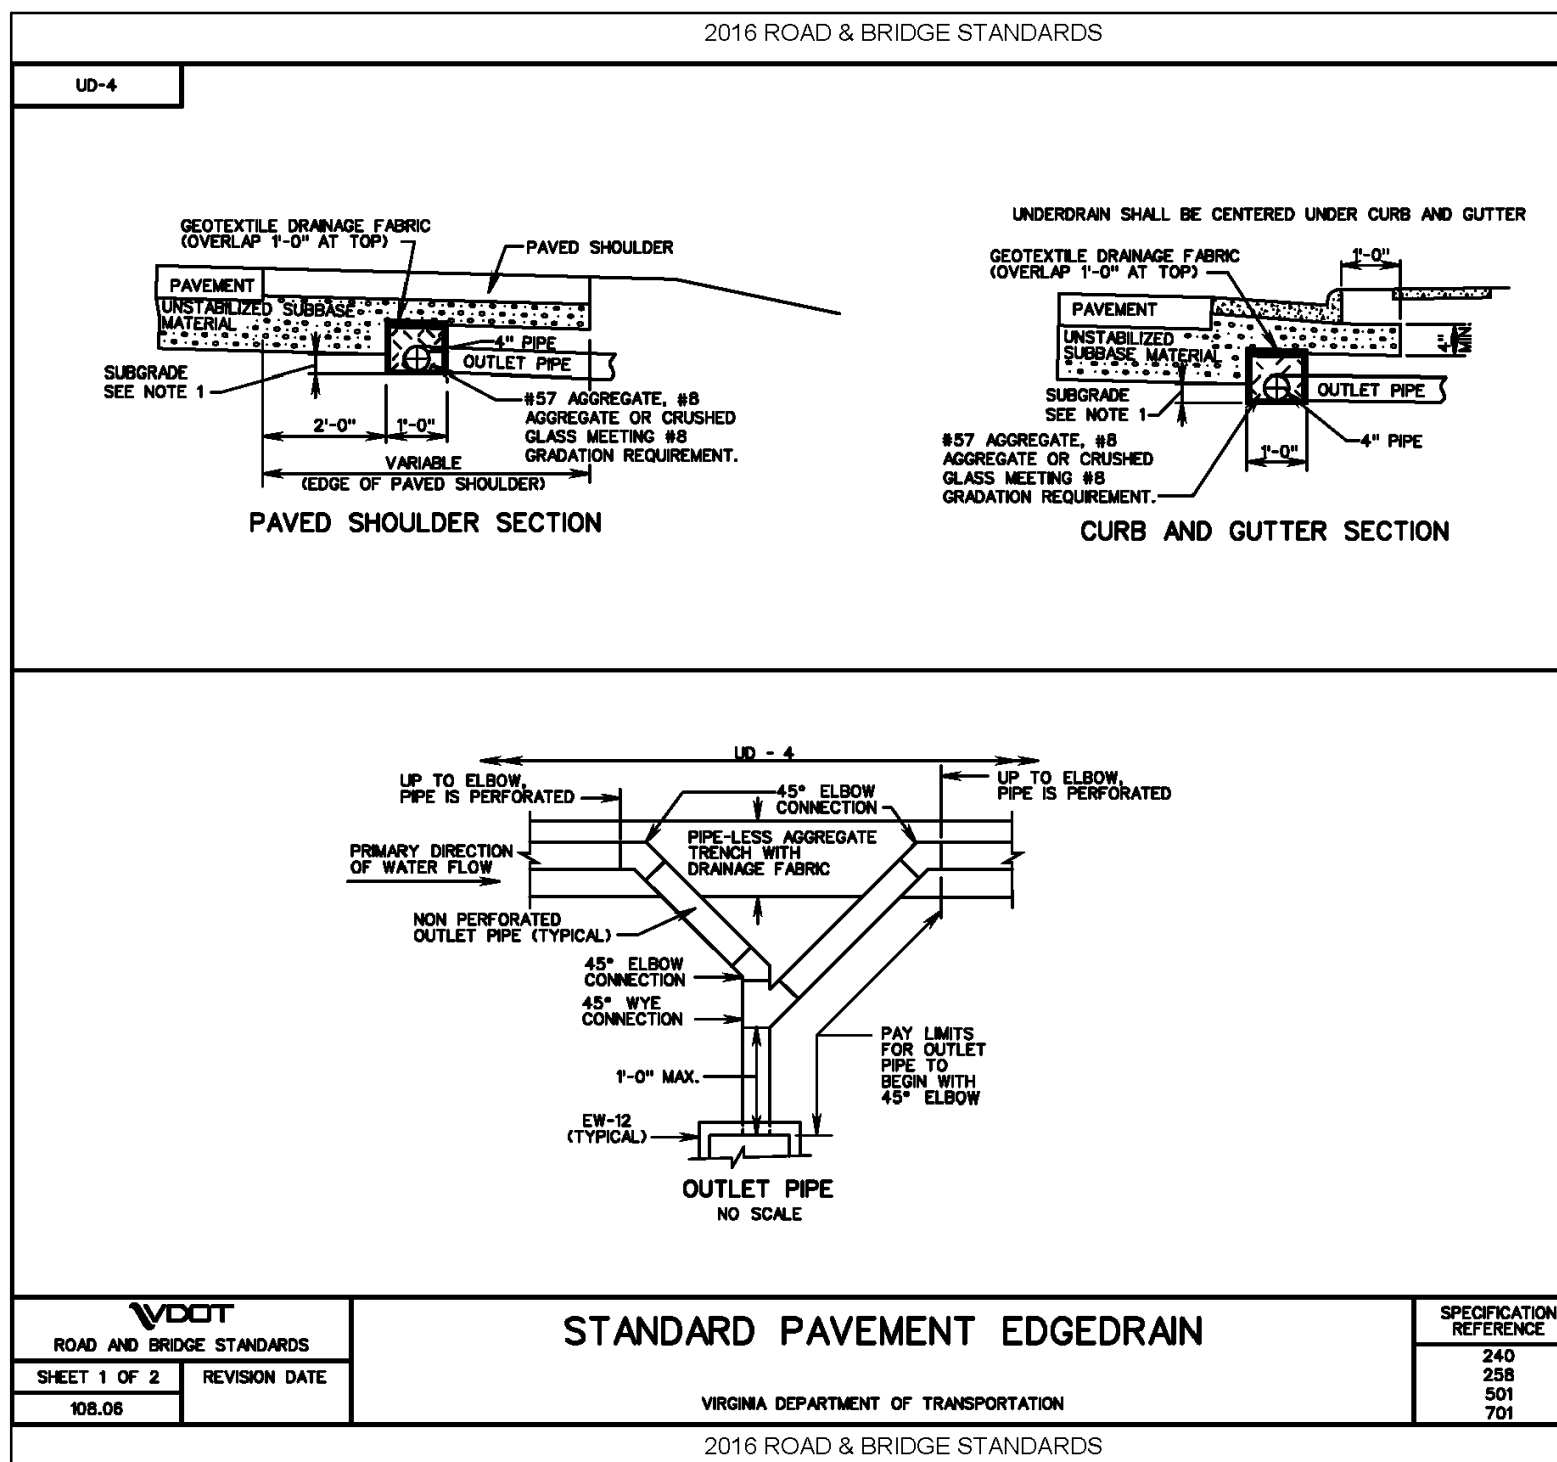 2016 ROAD & BRIDGE STANDARDS
UD-4
GEOTEXTILE DRAINAGE FABRIC
(OVERLAP 1'-0" AT TOP)
PAVED SHOULDER
PAVEMENT
UNSTABILIZED SUBBASE
MATERIAL
4" PIPE
OUTLET PIPE
SUBGRADE
SEE NOTE 1
#57 AGGREGATE, #8
AGGREGATE OR CRUSHED
GLASS MEETING #8
GRADATION REQUIREMENT.
2'-0"
1'-0"
VARIABLE
(EDGE OF PAVED SHOULDER)
PAVED SHOULDER SECTION
UNDERDRAIN SHALL BE CENTERED UNDER CURB AND GUTTER
GEOTEXTILE DRAINAGE FABRIC
(OVERLAP 1'-0" AT TOP)
1'-0"
PAVEMENT
UNSTABILIZED
SUBBASE MATERIAL
4"
MIN
OUTLET PIPE
SUBGRADE
SEE NOTE 1
4" PIPE
#57 AGGREGATE, #8
AGGREGATE OR CRUSHED
GLASS MEETING #8
GRADATION REQUIREMENT.
1'-0"
CURB AND GUTTER SECTION
UD - 4
UP TO ELBOW,
PIPE IS PERFORATED
45° ELBOW
CONNECTION
UP TO ELBOW,
PIPE IS PERFORATED
PIPE-LESS AGGREGATE
TRENCH WITH
DRAINAGE FABRIC
PRIMARY DIRECTION
OF WATER FLOW
NON PERFORATED
OUTLET PIPE (TYPICAL)
45° ELBOW
CONNECTION
45° WYE
CONNECTION
PAY LIMITS
FOR OUTLET
PIPE TO
BEGIN WITH
45° ELBOW
1'-0" MAX.
EW-12
(TYPICAL)
OUTLET PIPE
NO SCALE
VDOT
ROAD AND BRIDGE STANDARDS
SHEET 1 OF 2
REVISION DATE
108.06
STANDARD PAVEMENT EDGEDRAIN
VIRGINIA DEPARTMENT OF TRANSPORTATION
SPECIFICATION
REFERENCE
240
258
501
701
2016 ROAD & BRIDGE STANDARDS